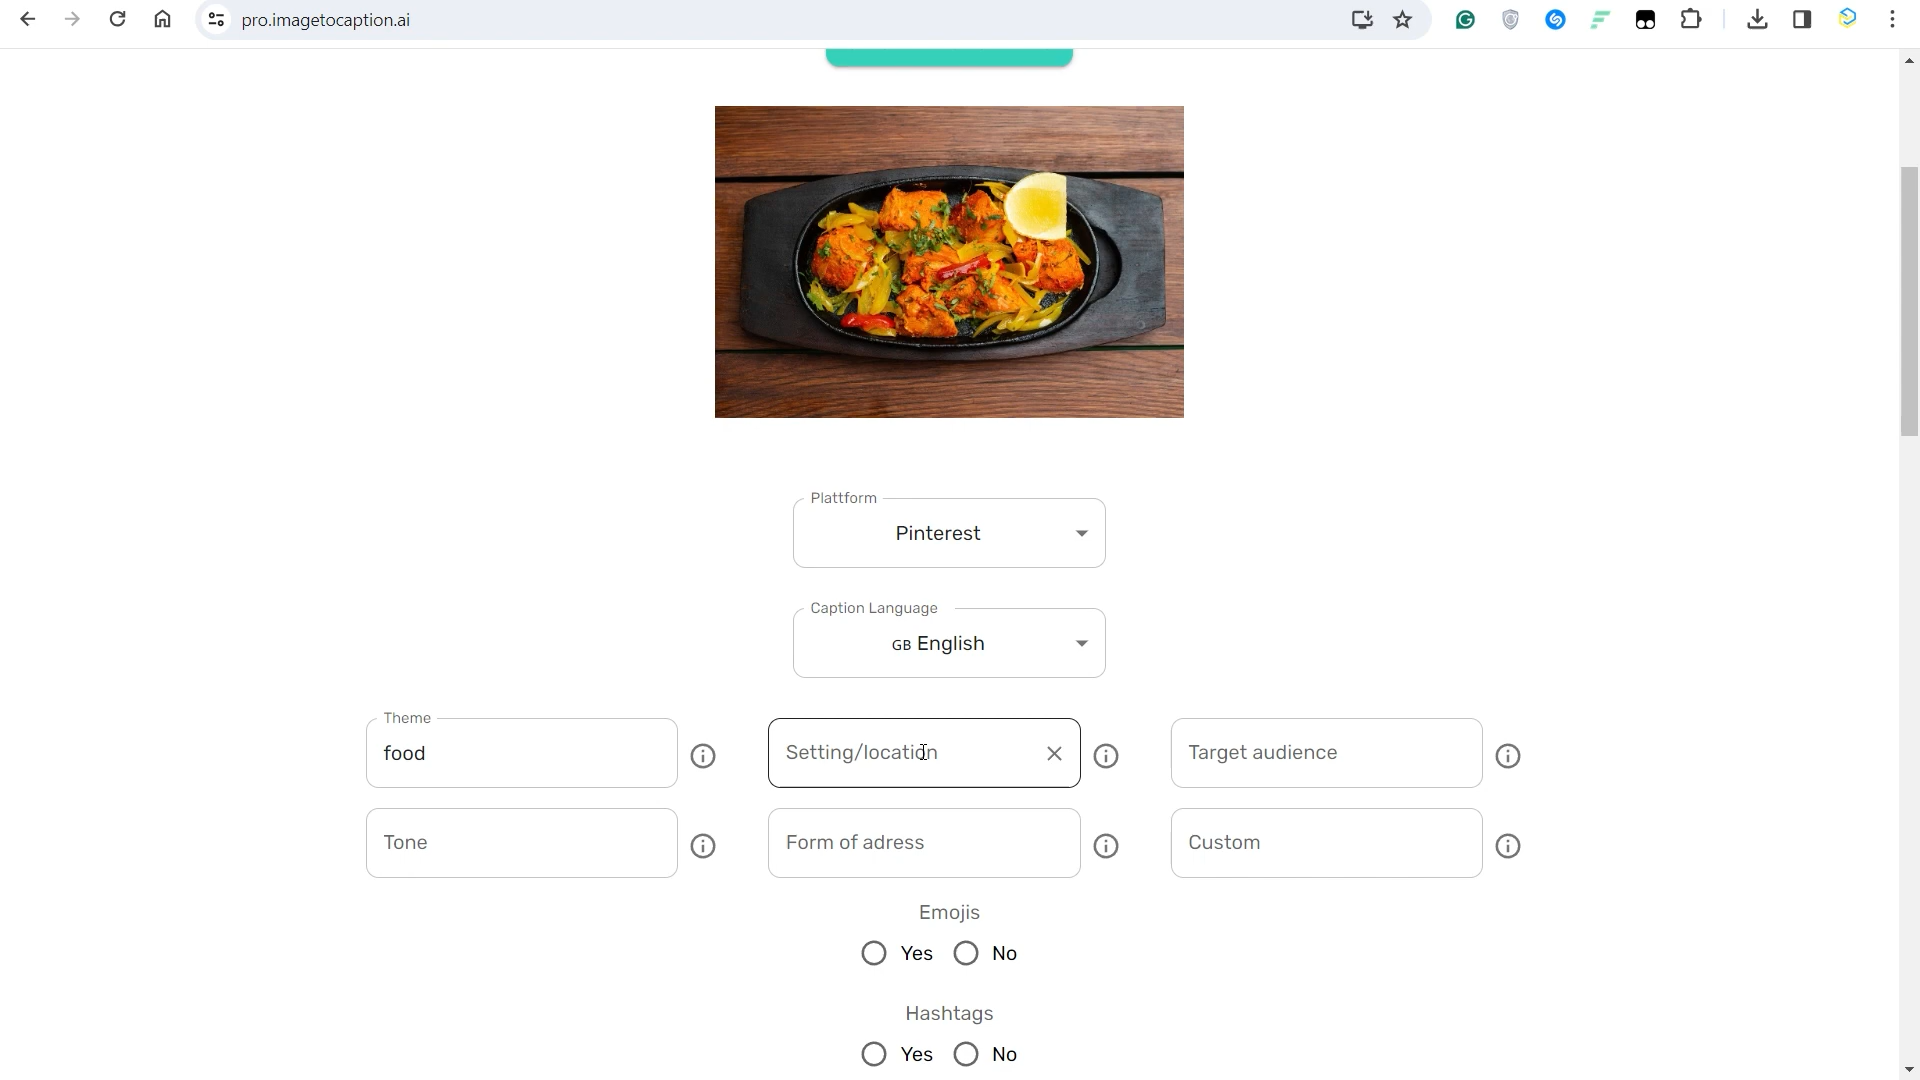 pro.imagetocaption.ai
Plattform
Pinterest
Caption Language
GB English
Theme
food
Setting/location
Target audience
Tone
Form of adress
Custom
Emojis
Yes No
Hashtags
Yes No